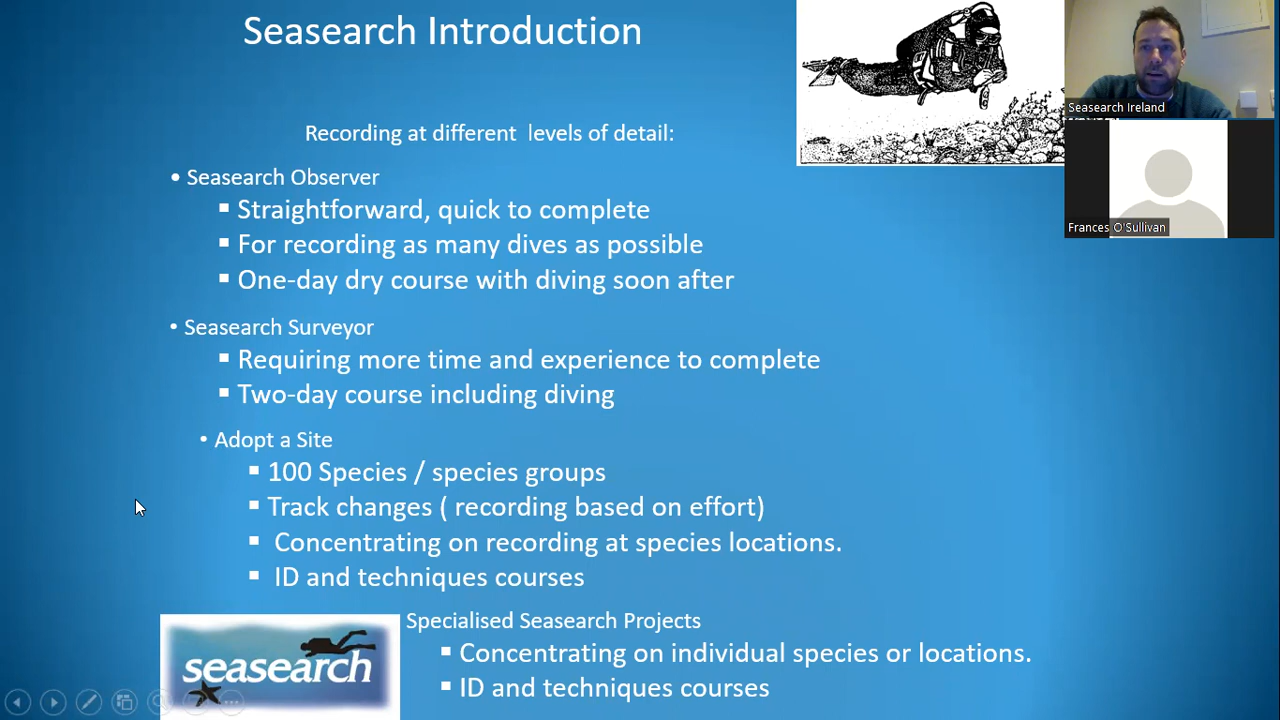 Seasearch Introduction
Recording at different levels of detail:
• Seasearch Observer
▪ Straightforward, quick to complete
▪ For recording as many dives as possible
▪ One-day dry course with diving soon after
• Seasearch Surveyor
▪ Requiring more time and experience to complete
▪ Two-day course including diving
• Adopt a Site
▪ 100 Species / species groups
▪ Track changes ( recording based on effort)
▪ Concentrating on recording at species locations.
▪ ID and techniques courses
Specialised Seasearch Projects
▪ Concentrating on individual species or locations.
▪ ID and techniques courses
seasearch
Seasearch Ireland
Frances O'Sullivan